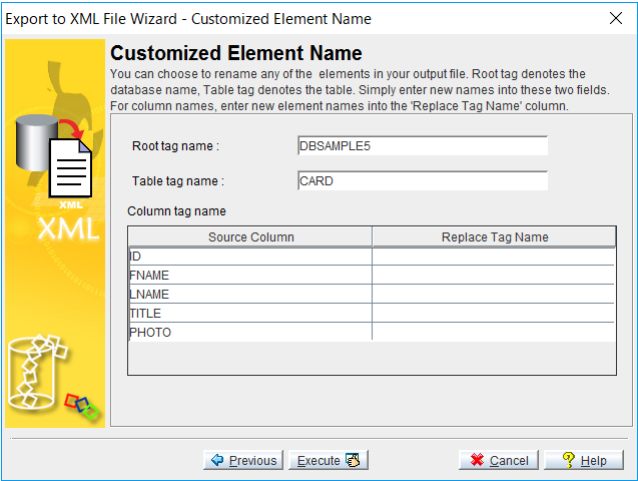 Export to XML File Wizard - Customized Element Name
Customized Element Name
You can choose to rename any of the elements in your output file. Root tag denotes the
database name, Table tag denotes the table. Simply enter new names into these two fields.
For column names, enter new element names into the 'Replace Tag Name' column.
Root tag name :
DBSAMPLE5
Table tag name :
CARD
XML
XML
Column tag name
Source Column
Replace Tag Name
ID
FNAME
LNAME
TITLE
PHOTO
Previous
Execute
Cancel
Help